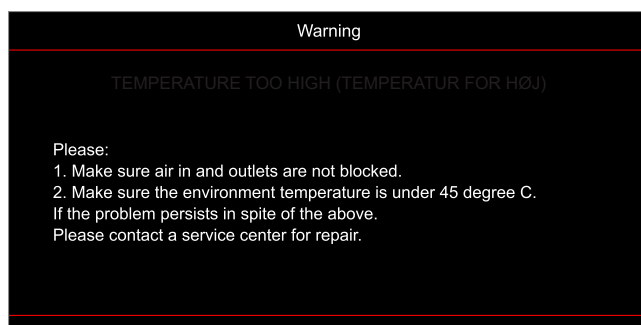 Warning
TEMPERATURE TOO HIGH (TEMPERATUR FOR HØJ)
Please:
1. Make sure air in and outlets are not blocked.
2. Make sure the environment temperature is under 45 degree C.
If the problem persists in spite of the above.
Please contact a service center for repair.